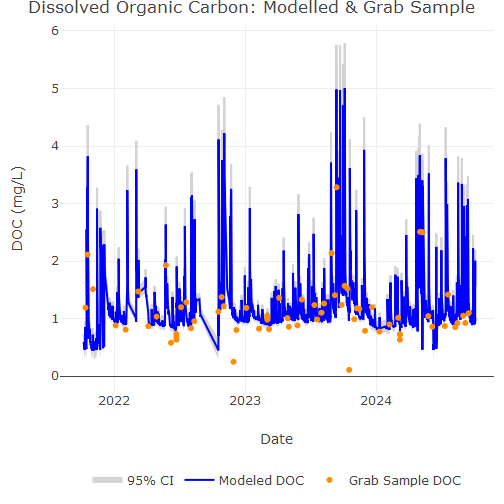 Dissolved Organic Carbon: Modelled & Grab Sample
6
5
4
3
2
1
0
DOC (mg/L)
2022 2023 2024
Date
95% CI Modeled DOC Grab Sample DOC